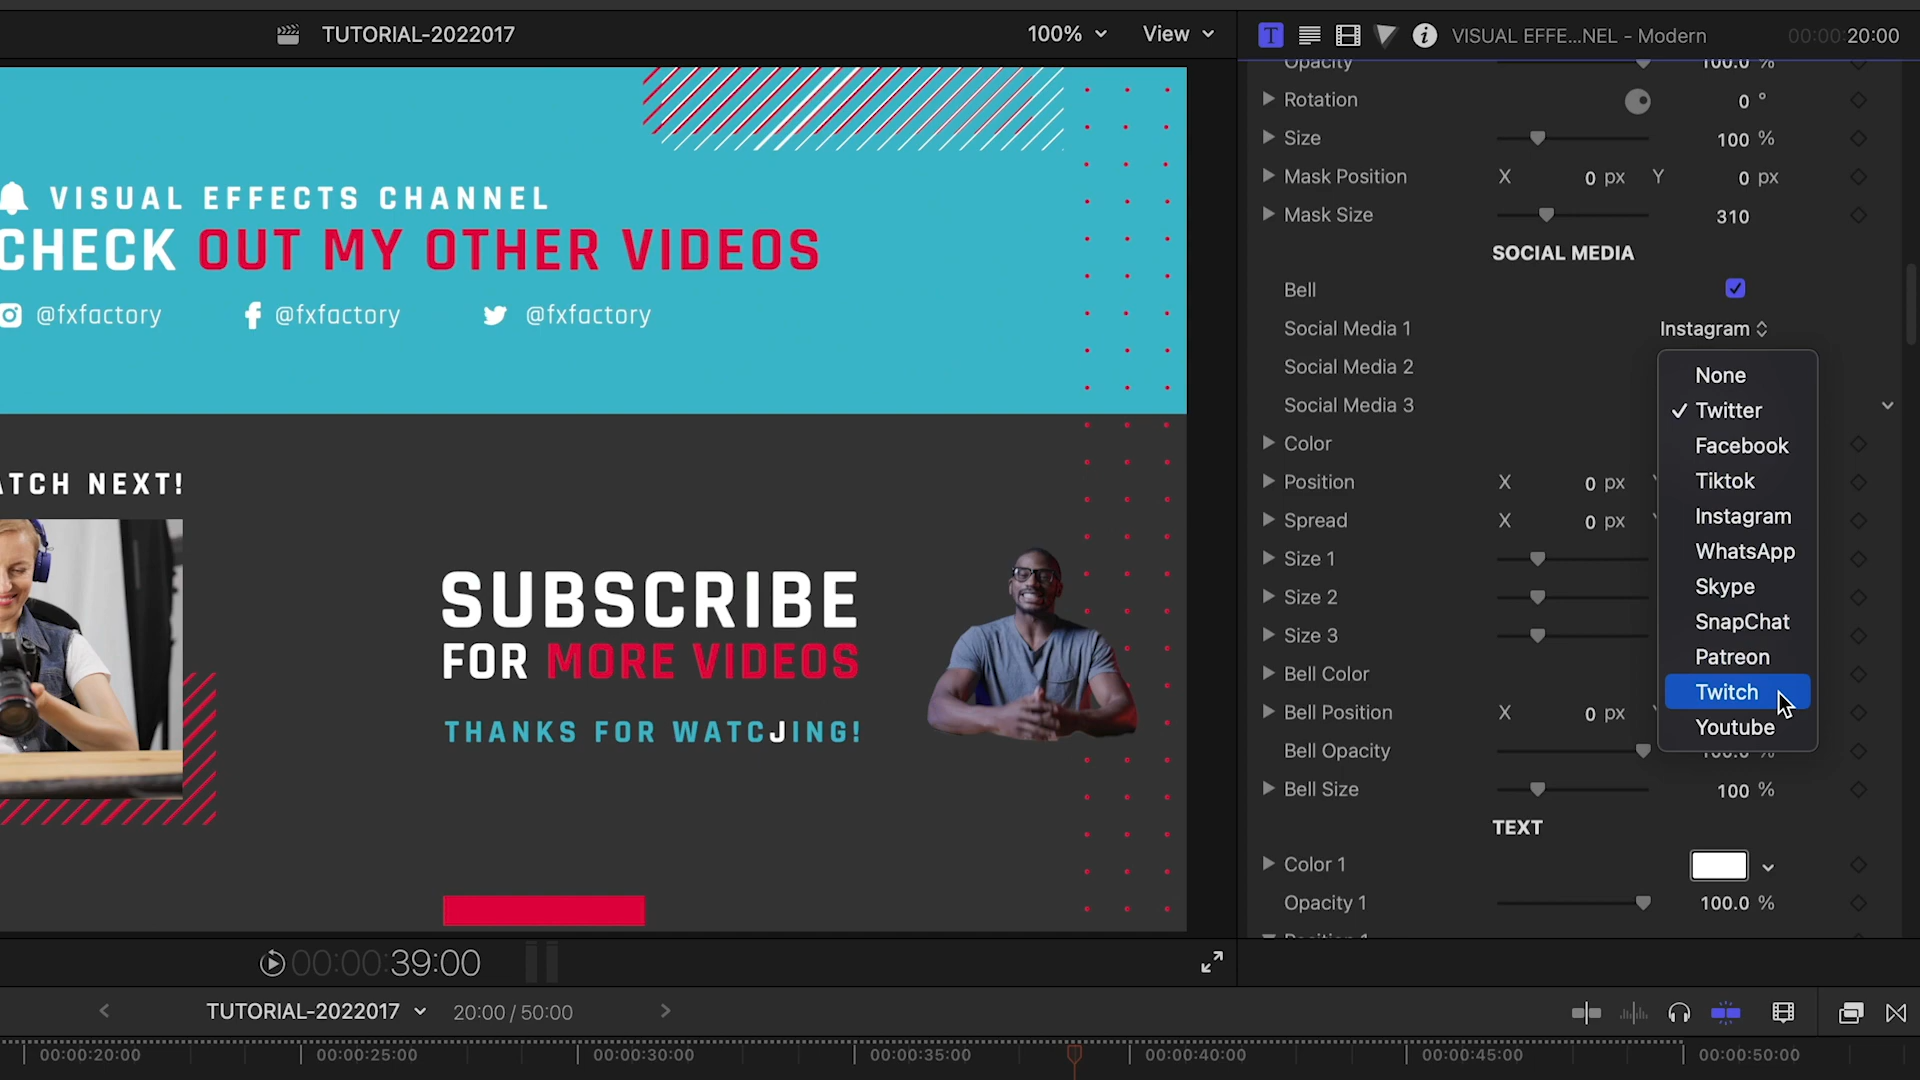 TUTORIAL-2022017
100%
View
T
i
VISUAL EFFE...NEL - Modern
00:00:20:00
VISUAL EFFECTS CHANNEL
CHECK OUT MY OTHER VIDEOS
@fxfactory
@fxfactory
@fxfactory
ATCH NEXT!
SUBSCRIBE
FOR MORE VIDEOS
THANKS FOR WATCJING!
Opacity 100.0 %
Rotation 0 °
Size 100 %
Mask Position X 0 px Y 0 px
Mask Size 310
SOCIAL MEDIA
Bell
Social Media 1 Instagram
Social Media 2
Social Media 3
Color
Position X 0 px
Spread X 0 px
Size 1
Size 2
Size 3
Bell Color
Bell Position X 0 px
Bell Opacity 100.0 %
Bell Size 100 %
None
✓ Twitter
Facebook
Tiktok
Instagram
WhatsApp
Skype
SnapChat
Patreon
Twitch
Youtube
TEXT
Color 1
Opacity 1 100.0 %
Position 1
00:00:39:00
TUTORIAL-2022017
20:00 / 50:00
00:00:20:00
00:00:25:00
00:00:30:00
00:00:35:00
00:00:40:00
00:00:45:00
00:00:50:00